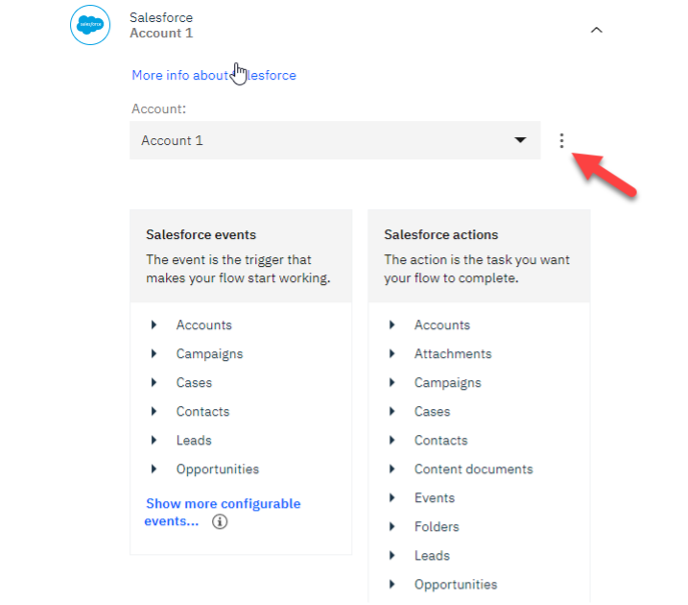 salesforce
Salesforce
Account 1
More info about lesforce
Account:
Account 1
Salesforce events
The event is the trigger that
makes your flow start working.
Accounts
Campaigns
Cases
Contacts
Leads
Opportunities
Show more configurable
events...
Salesforce actions
The action is the task you want
your flow to complete.
Accounts
Attachments
Campaigns
Cases
Contacts
Content documents
Events
Folders
Leads
Opportunities